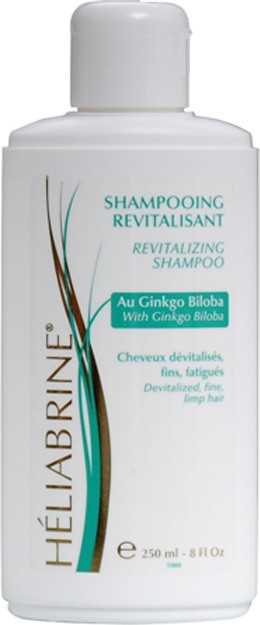 SHAMPOOING
REVITALISANT
REVITALIZING
SHAMPOO
Au Ginkgo Biloba
With Ginkgo Biloba
Cheveux dévitalisés,
fins, fatigués
Devitalized, fine,
limp hair
HÉLIABRINE®
e 250 ml - 8 Fl Oz